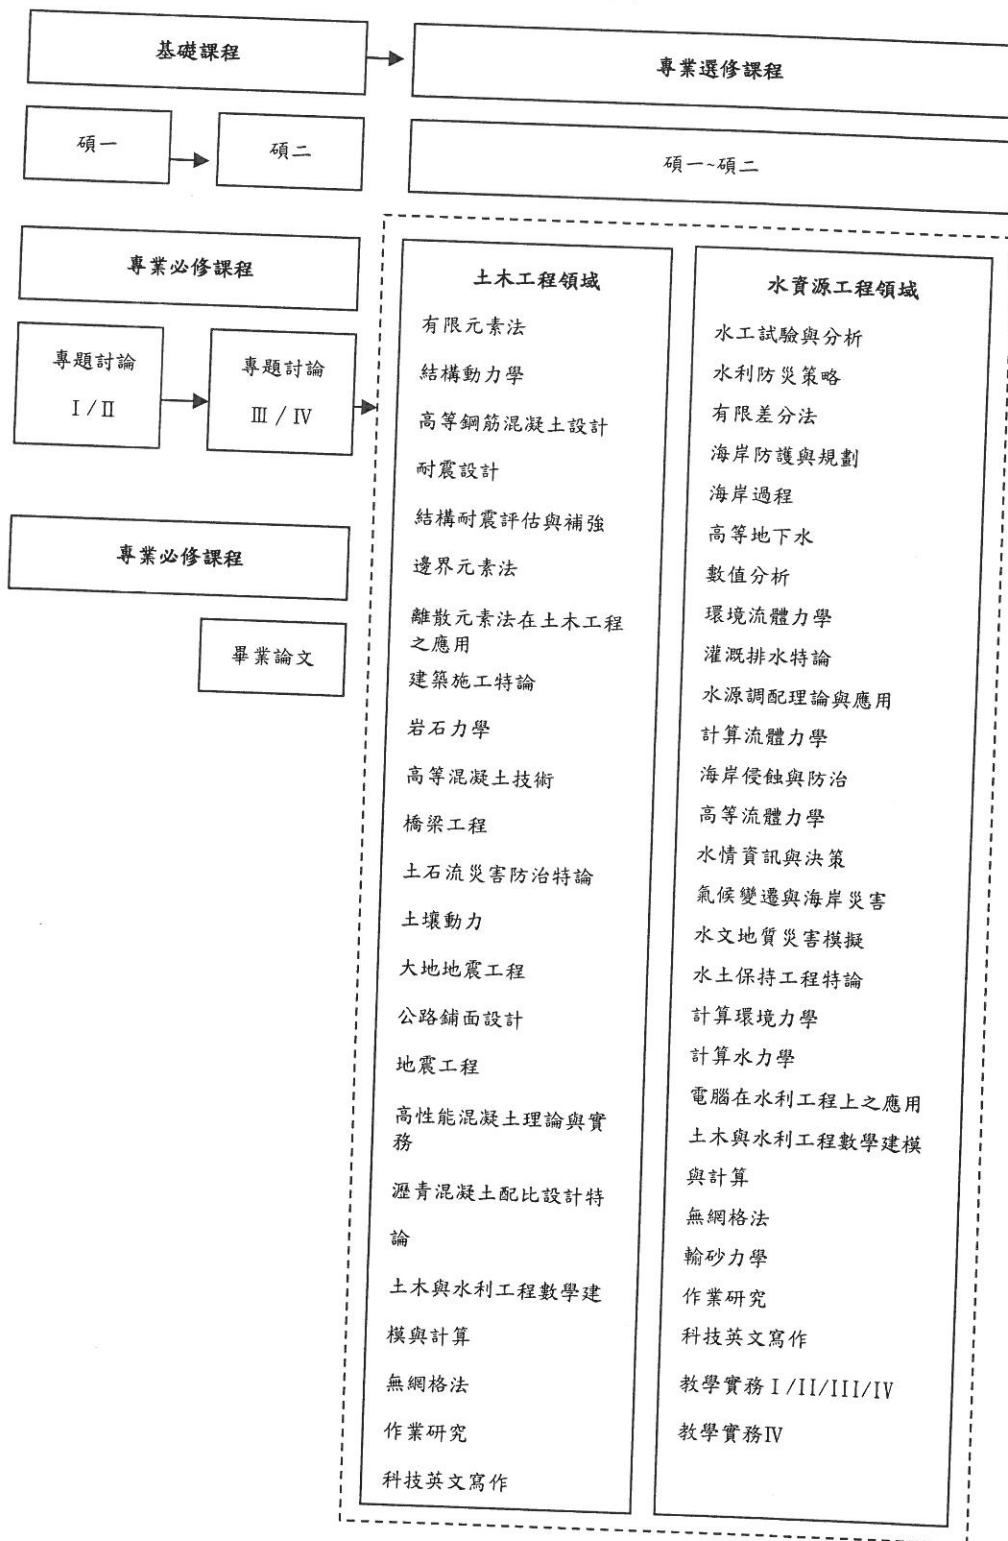 基礎課程
專業選修課程
碩一
碩二
碩一~碩二
專業必修課程
專題討論
I/II
專題討論
III / IV
專業必修課程
畢業論文
土木工程領域
有限元素法
結構動力學
高等鋼筋混凝土設計
耐震設計
結構耐震評估與補強
邊界元素法
離散元素法在土木工程
之應用
建築施工特論
岩石力學
高等混凝土技術
橋梁工程
土石流災害防治特論
土壤動力
大地地震工程
公路鋪面設計
地震工程
高性能混凝土理論與實
務
瀝青混凝土配比設計特
論
土木與水利工程數學建
模與計算
無網格法
作業研究
科技英文寫作
水資源工程領域
水工試驗與分析
水利防災策略
有限差分法
海岸防護與規劃
海岸過程
高等地下水
數值分析
環境流體力學
灌溉排水特論
水源調配理論與應用
計算流體力學
海岸侵蝕與防治
高等流體力學
水情資訊與決策
氣候變遷與海岸災害
水文地質災害模擬
水土保持工程特論
計算環境力學
計算水力學
電腦在水利工程上之應用
土木與水利工程數學建模
與計算
無網格法
輸砂力學
作業研究
科技英文寫作
教學實務 I/II/III/IV
教學實務IV